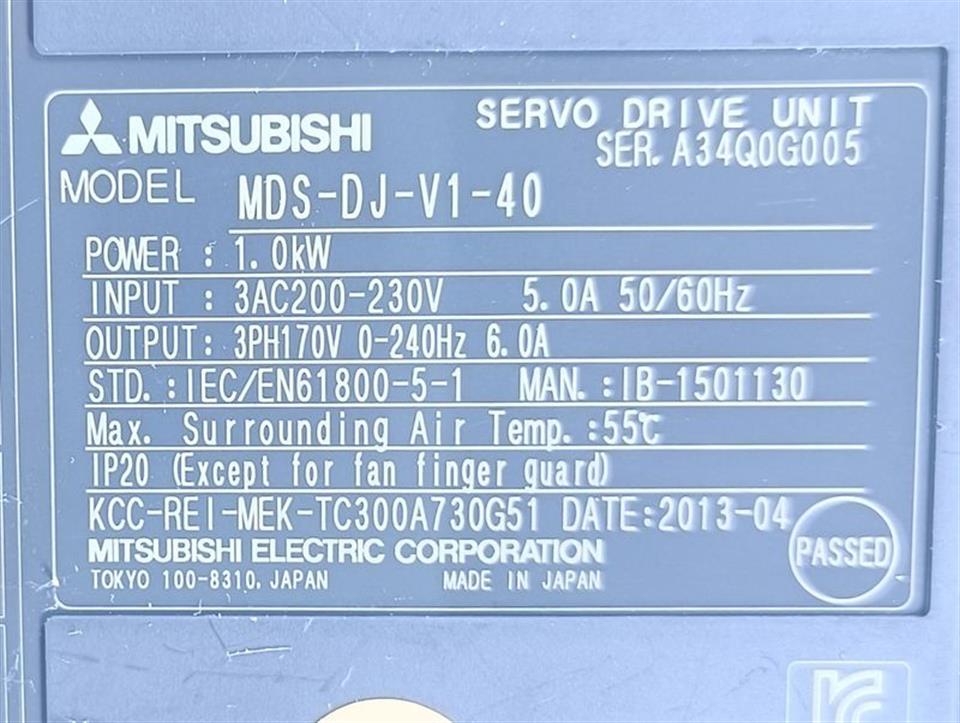 MITSUBISHI
SERVO DRIVE UNIT
SER. A34Q0G005
MODEL MDS-DJ-V1-40
POWER : 1.0kW
INPUT : 3AC200-230V 5.0A 50/60Hz
OUTPUT: 3PH170V 0-240Hz 6.0A
STD.:IEC/EN61800-5-1 MAN.:IB-1501130
Max. Surrounding Air Temp.:55℃
IP20 (Except for fan finger guard)
KCC-REI-MEK-TC300A730G51 DATE:2013-04
MITSUBISHI ELECTRIC CORPORATION
TOKYO 100-8310, JAPAN MADE IN JAPAN
PASSED